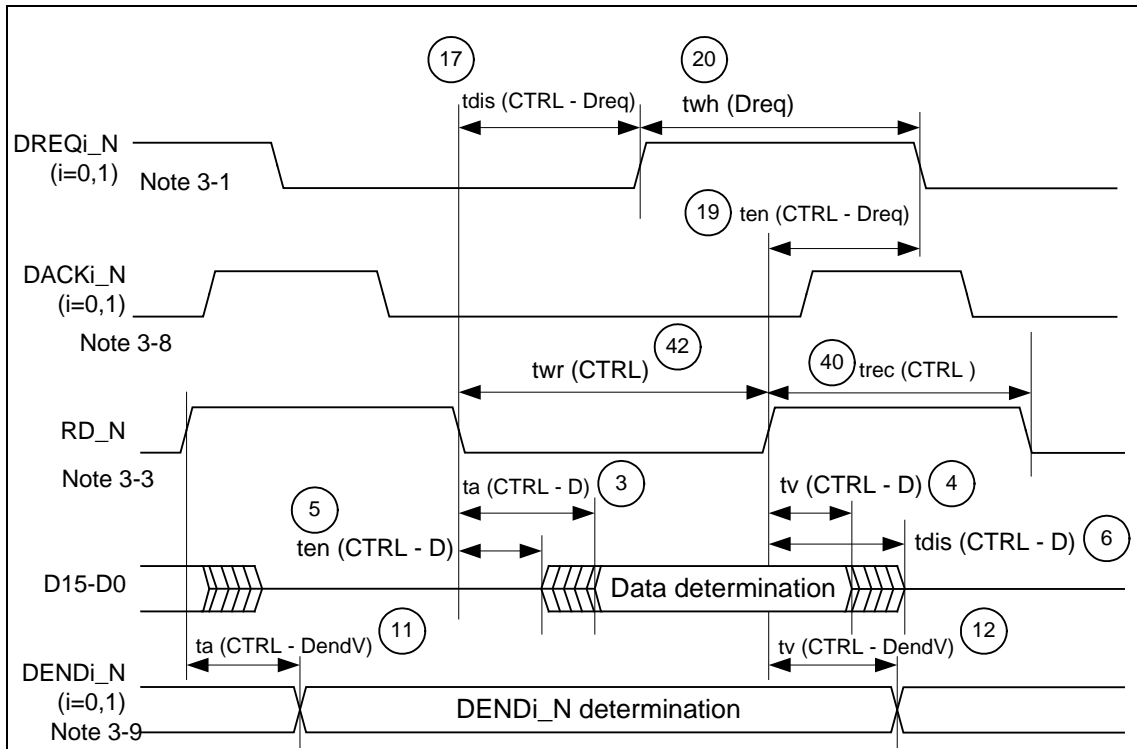 17
20
tdis (CTRL - Dreq)
twh (Dreq)
DREQi_N
(i=0,1)
Note 3-1
19
ten (CTRL - Dreq)
DACKi_N
(i=0,1)
Note 3-8
42
twr (CTRL)
40
trec (CTRL )
RD_N
Note 3-3
ta (CTRL - D)
3
tv (CTRL - D)
4
5
ten (CTRL - D)
tdis (CTRL - D)
6
D15-D0
Data determination
11
ta (CTRL - DendV)
12
tv (CTRL - DendV)
DENDi_N
(i=0,1)
DENDi_N determination
Note 3-9